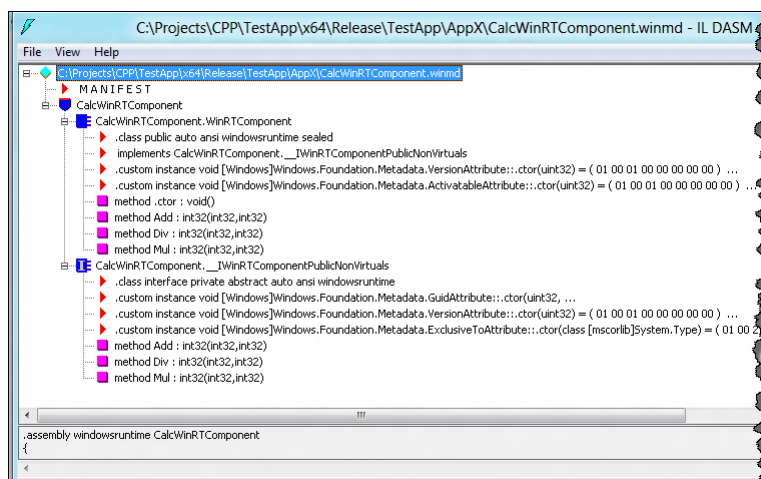 C:\Projects\CPP\TestApp\x64\Release\TestApp\AppX\CalcWinRTComponent.winmd - IL DASM
File View Help
C:\Projects\CPP\TestApp\x64\Release\TestApp\AppX\CalcWinRTComponent.winmd
MANIFEST
CalcWinRTComponent
CalcWinRTComponent.WinRTComponent
.class public auto ansi windowsruntime sealed
implements CalcWinRTComponent.__IWinRTComponentPublicNonVirtuals
.custom instance void [Windows]Windows.Foundation.Metadata.VersionAttribute::.ctor(uint32) = ( 01 00 01 00 00 00 00 00 ) ...
.custom instance void [Windows]Windows.Foundation.Metadata.ActivatableAttribute::.ctor(uint32) = ( 01 00 01 00 00 00 00 00 ) ...
method .ctor : void()
method Add : int32(int32,int32)
method Div : int32(int32,int32)
method Mul : int32(int32,int32)
CalcWinRTComponent.__IWinRTComponentPublicNonVirtuals
.class interface private abstract auto ansi windowsruntime
.custom instance void [Windows]Windows.Foundation.Metadata.GuidAttribute::.ctor(uint32, ...
.custom instance void [Windows]Windows.Foundation.Metadata.VersionAttribute::.ctor(uint32) = ( 01 00 01 00 00 00 00 00 ) ...
.custom instance void [Windows]Windows.Foundation.Metadata.ExclusiveToAttribute::.ctor(class [mscorlib]System.Type) = ( 01 00 2
method Add : int32(int32,int32)
method Div : int32(int32,int32)
method Mul : int32(int32,int32)
.assembly windowsruntime CalcWinRTComponent
{